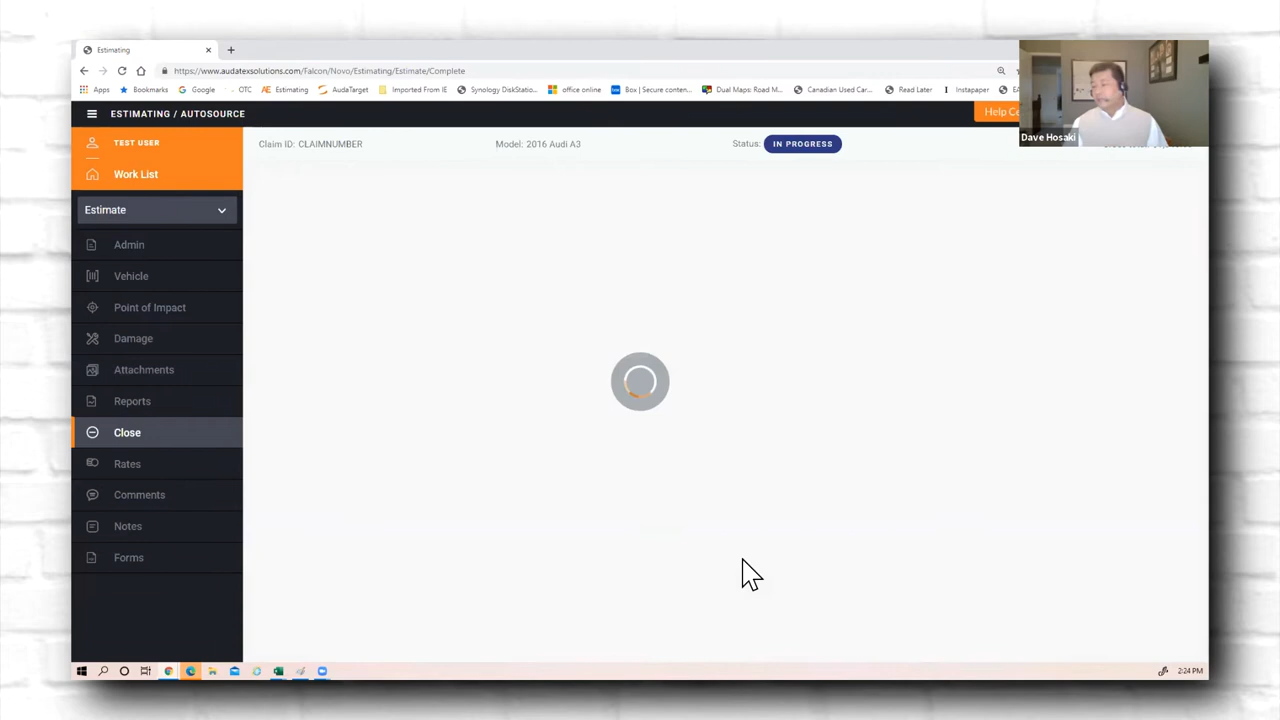 Estimating
https://www.audatexsolutions.com/Falcon/Novo/Estimating/Estimate/Complete
Apps Bookmarks Google OTC AE Estimating AudaTarget Imported From IE Synology DiskStatio... office online Box | Secure conten... Dual Maps: Road M... Canadian Used Car... Read Later Instapaper
ESTIMATING / AUTOSOURCE
Help Ce
Dave Hosaki
TEST USER
Claim ID: CLAIMNUMBER Model: 2016 Audi A3 Status: IN PROGRESS
Work List
Estimate
Admin
Vehicle
Point of Impact
Damage
Attachments
Reports
Close
Rates
Comments
Notes
Forms
2:24 PM